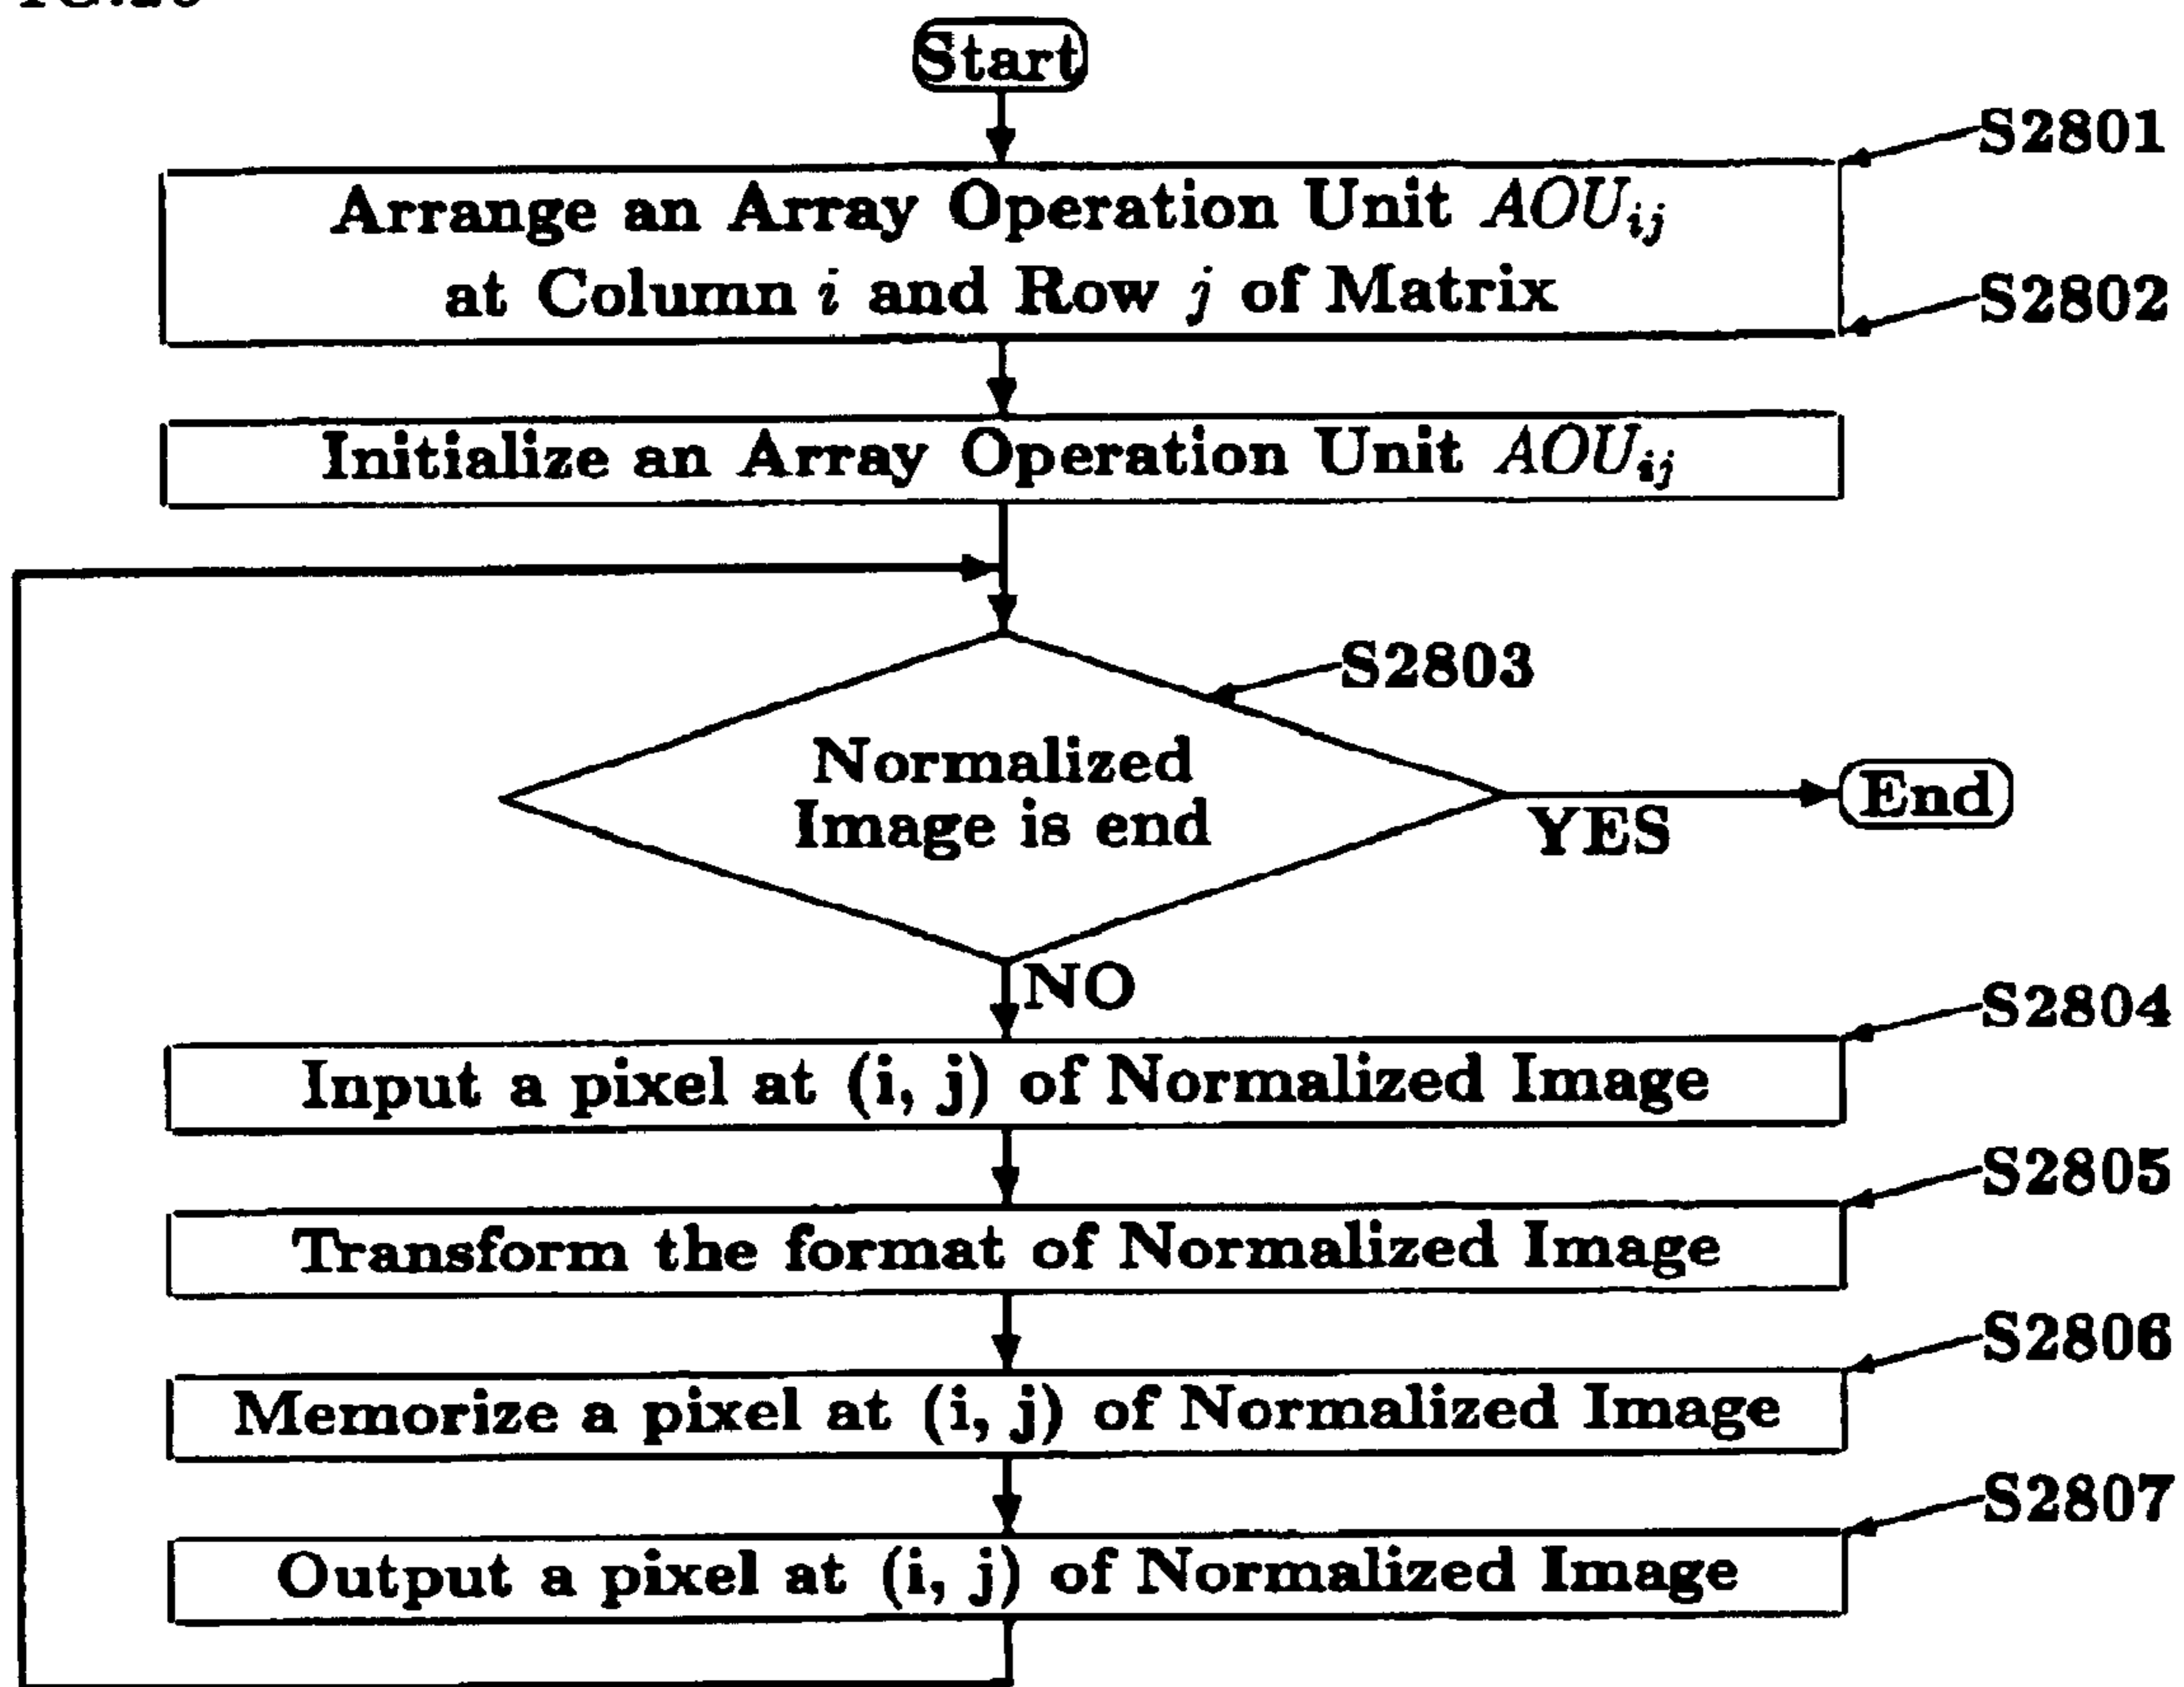 Start
S2801
Arrange an Array Operation Unit AOUij
at Column i and Row j of Matrix
S2802
Initialize an Array Operation Unit AOUij
S2803
Normalized
Image is end
YES
End
NO
S2804
Input a pixel at (i, j) of Normalized Image
S2805
Transform the format of Normalized Image
S2806
Memorize a pixel at (i, j) of Normalized Image
S2807
Output a pixel at (i, j) of Normalized Image